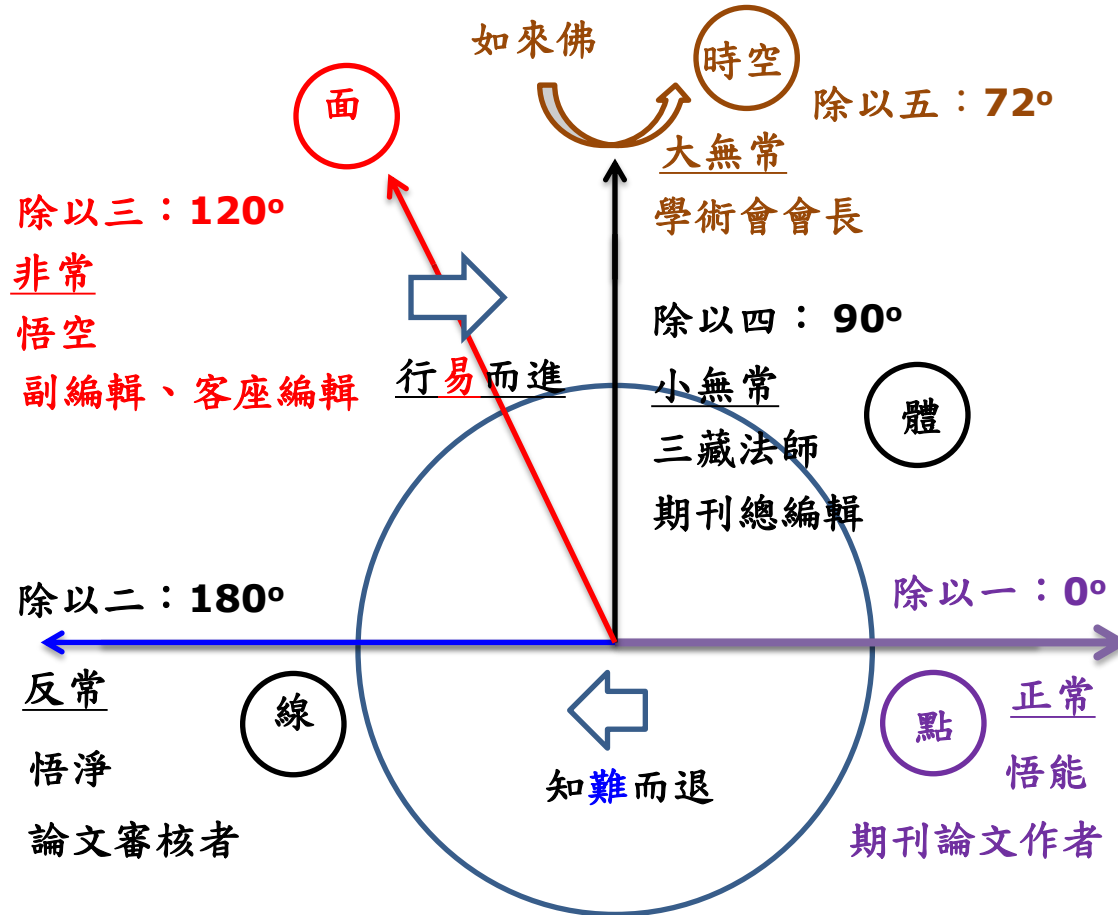 如來佛
時空
面
除以五：72º
大無常
學術會會長
除以三：120º
非常
悟空
副編輯、客座編輯
行易而進
除以四： 90º
小無常
三藏法師
期刊總編輯
體
除以二：180º
反常
線
悟淨
論文審核者
知難而退
除以一：0º
點
正常
悟能
期刊論文作者